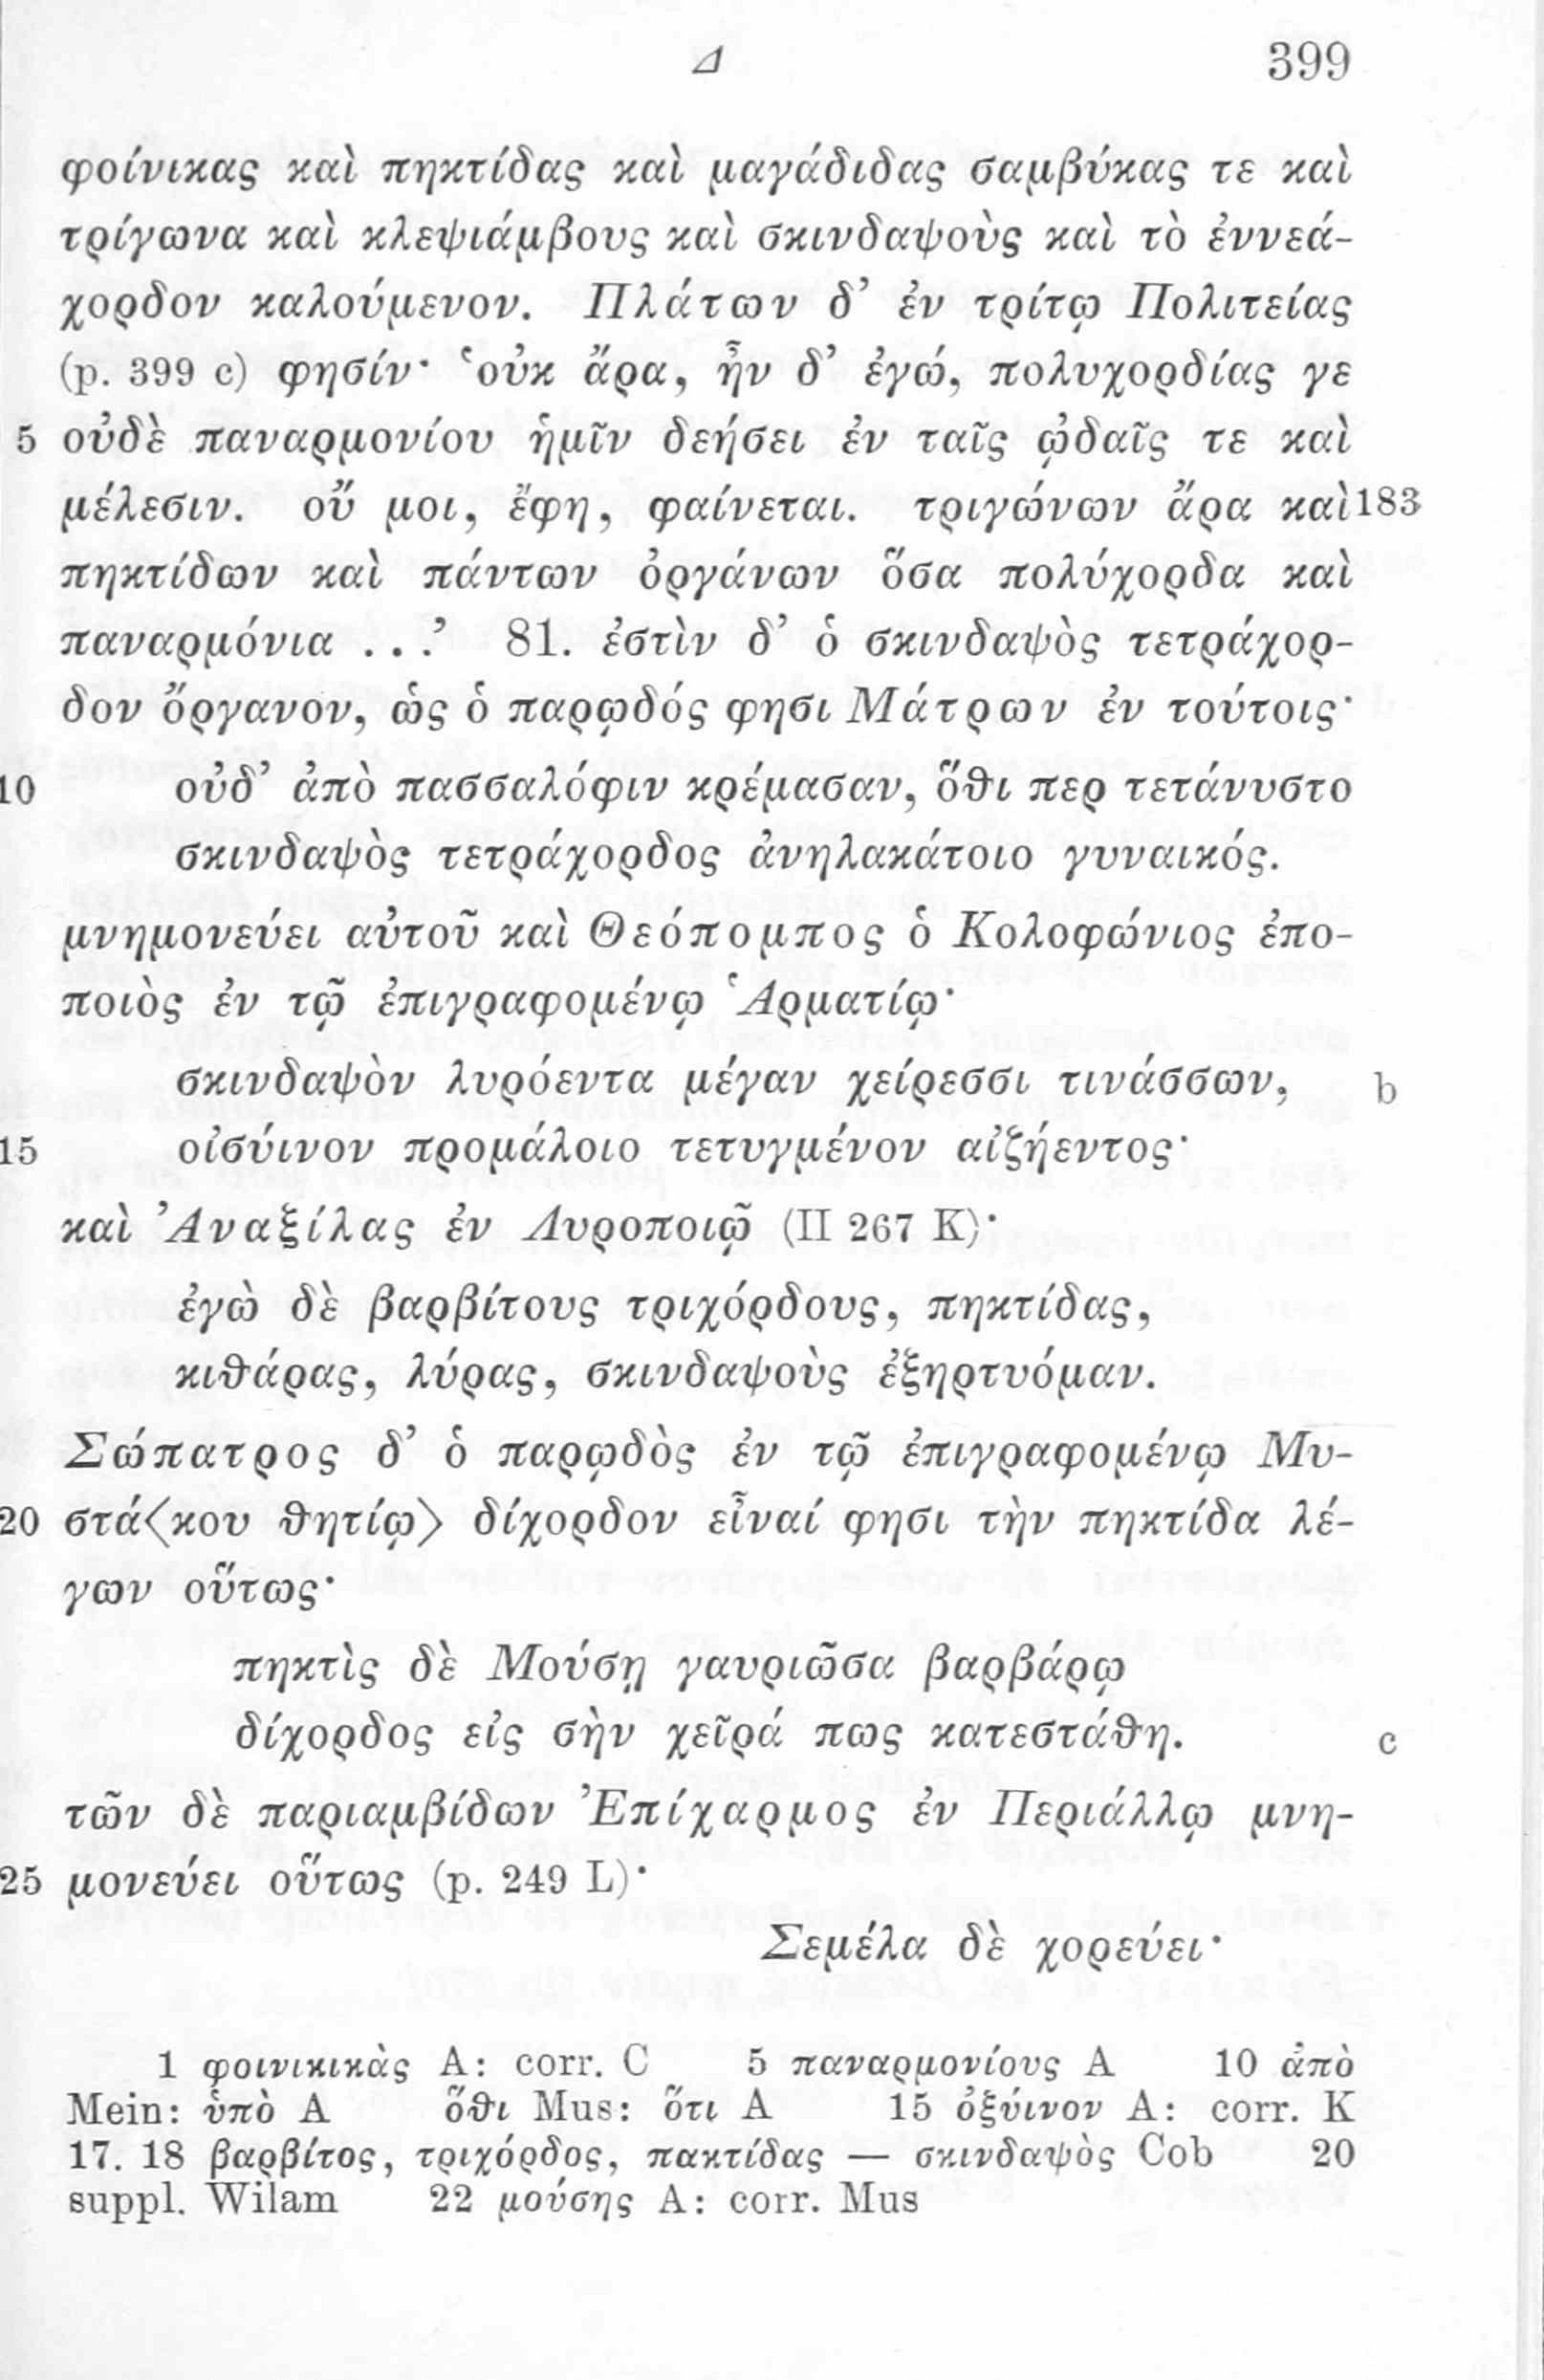 Δ 399
φοίνικας καὶ πηκτίδας καὶ μαγάδιδας σαμβύκας τε καὶ
τρίγωνα καὶ κλεψιάμβους καὶ σκινδαψοὺς καὶ τὸ ἐννεά-
χορδον καλούμενον. Πλάτων δ’ ἐν τρίτῳ Πολιτείας
(p. 399 c) φησίν· ‘οὐκ ἄρα, ἦν δ’ ἐγώ, πολυχορδίας γε
5 οὐδὲ παναρμονίου ἡμῖν δεήσει ἐν ταῖς ᾠδαῖς τε καὶ
μέλεσιν. οὔ μοι, ἔφη, φαίνεται. τριγώνων ἄρα καὶ 183
πηκτίδων καὶ πάντων ὀργάνων ὅσα πολύχορδα καὶ
παναρμόνια ...’ 81. ἐστὶν δ’ ὁ σκινδαψὸς τετράχορ-
δον ὄργανον, ὡς ὁ παρῳδός φησι Μάτρων ἐν τούτοις·
10 οὐδ’ ἀπὸ πασσαλόφιν κρέμασαν, ὅθι περ τετάνυστο
σκινδαψὸς τετράχορδος ἀνηλακάτοιο γυναικός.
μνημονεύει αὐτοῦ καὶ Θεόπομπος ὁ Κολοφώνιος ἐπο-
ποιὸς ἐν τῷ ἐπιγραφομένῳ Ἁρματίῳ·
σκινδαψὸν λυρόεντα μέγαν χείρεσσι τινάσσων, b
15 οἰσύινον προμάλοιο τετυγμένον αἰζήεντος·
καὶ Ἀναξίλας ἐν Λυροποιῷ (II 267 K)·
ἐγὼ δὲ βαρβίτους τριχόρδους, πηκτίδας,
κιθάρας, λύρας, σκινδαψοὺς ἐξηρτυόμαν.
Σώπατρος δ’ ὁ παρῳδὸς ἐν τῷ ἐπιγραφομένῳ Μυ-
20 στά<κου θητίῳ> δίχορδον εἶναί φησι τὴν πηκτίδα λέ-
γων οὕτως·
πηκτὶς δὲ Μούσῃ γαυριῶσα βαρβάρῳ
δίχορδος εἰς σὴν χεῖρά πως κατεστάθη. c
τῶν δὲ παριαμβίδων Ἐπίχαρμος ἐν Περιάλλῳ μνη-
25 μονεύει οὕτως (p. 249 L)·
Σεμέλα δὲ χορεύει·
1 φοινικικὰς A: corr. C 5 παναρμονίους A 10 ἀπὸ
Mein: ὑπὸ A ὅθι Mus: ὅτι A 15 ὀξύινον A: corr. K
17. 18 βαρβίτος, τριχόρδος, πακτίδας — σκινδαψὸς Cob 20
suppl. Wilam 22 μούσης A: corr. Mus